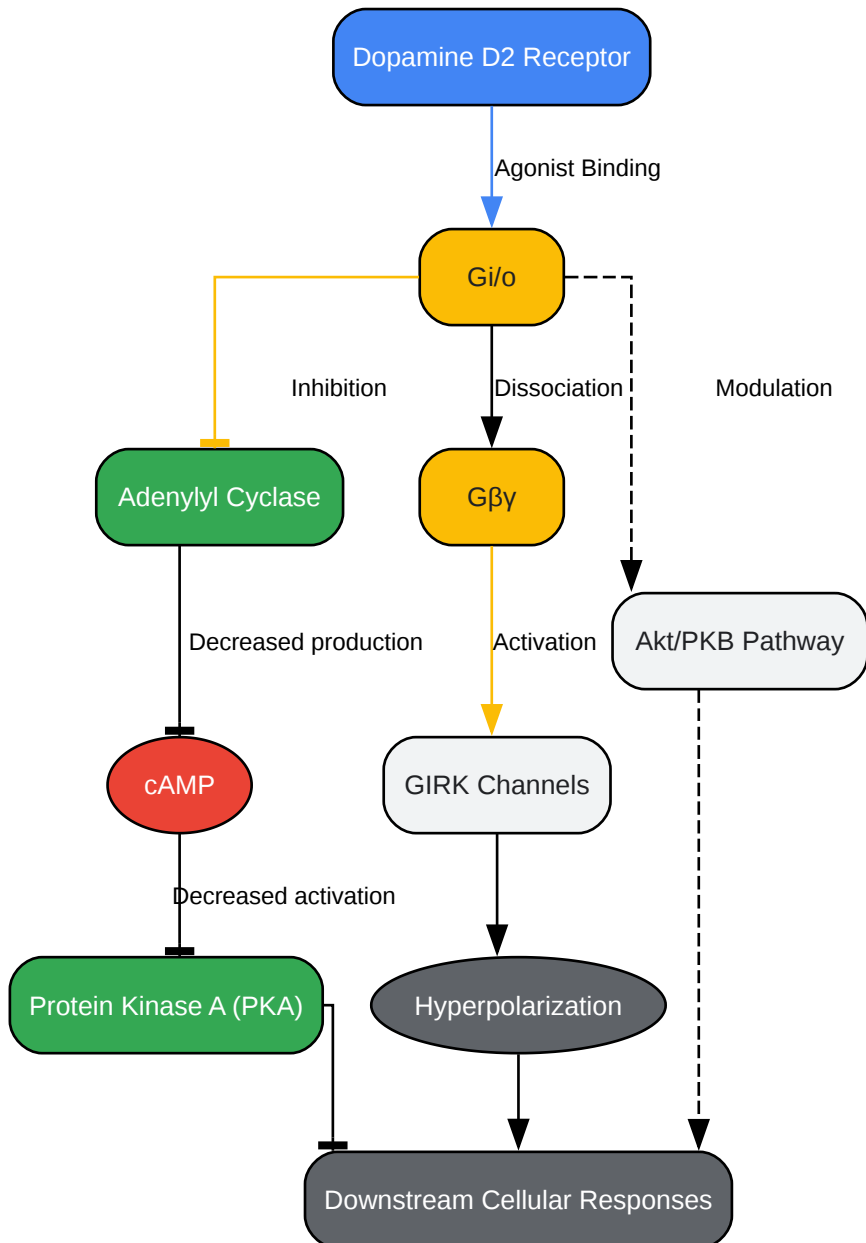 Dopamine D2 Receptor
Agonist Binding
Gi/o
Inhibition
Dissociation
Modulation
Adenylyl Cyclase
Gβγ
Decreased production
Activation
Akt/PKB Pathway
cAMP
GIRK Channels
Decreased activation
Protein Kinase A (PKA)
Hyperpolarization
Downstream Cellular Responses